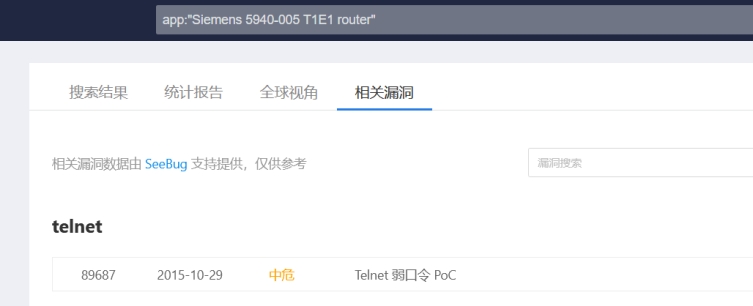 app:"Siemens 5940-005 T1E1 router"
搜索结果 统计报告 全球视角 相关漏洞
相关漏洞数据由 SeeBug 支持提供，仅供参考 漏洞搜索
telnet
89687 2015-10-29 中危 Telnet 弱口令 PoC